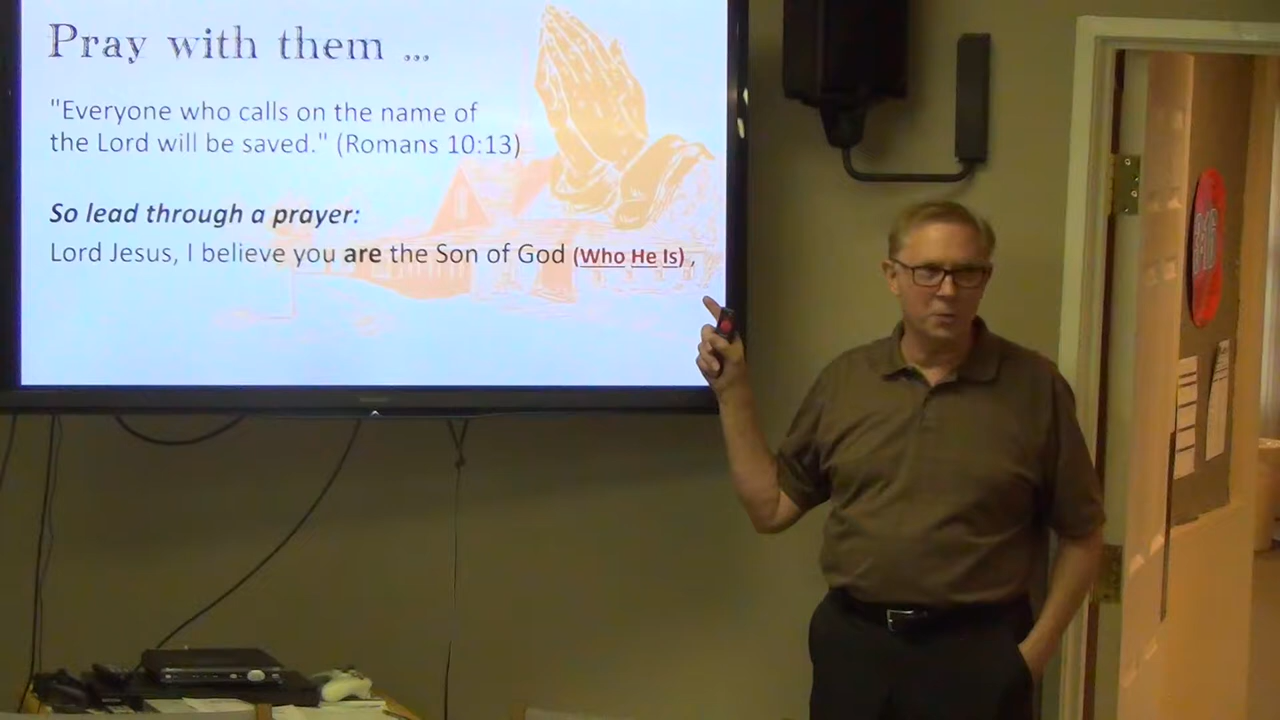 Pray with them ...
"Everyone who calls on the name of
the Lord will be saved." (Romans 10:13)
So lead through a prayer:
Lord Jesus, I believe you are the Son of God (Who He Is) ,